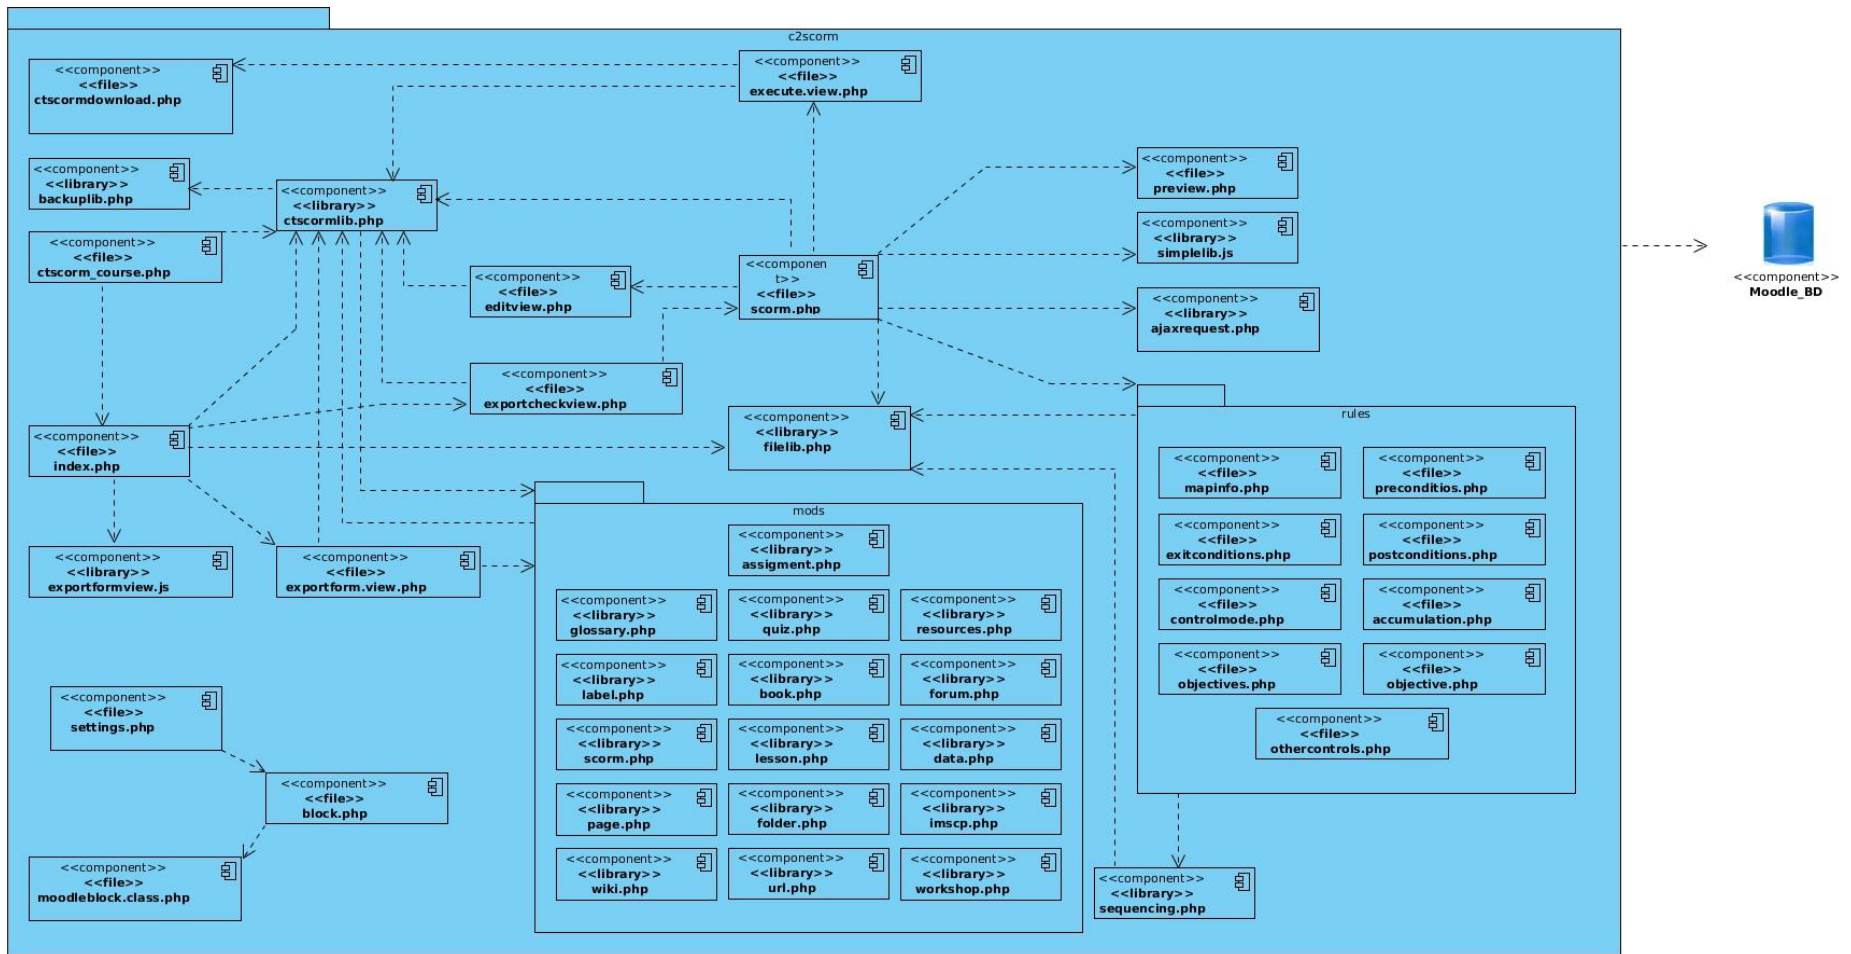 c2scorm
<<component>>
<<file>>
ctscormdownload.php
<<component>>
<<file>>
execute.view.php
<<component>>
<<library>>
backuplib.php
<<component>>
<<library>>
ctscormlib.php
<<component>>
<<file>>
preview.php
<<component>>
<<library>>
simplelib.js
<<component>>
<<file>>
ctscorm_course.php
<<component>>
<<file>>
editview.php
<<componen
t>>
<<file>>
scorm.php
<<component>>
<<library>>
ajaxrequest.php
<<component>>
Moodle_BD
<<component>>
<<file>>
exportcheckview.php
<<component>>
<<library>>
filelib.php
<<component>>
<<file>>
index.php
<<component>>
<<library>>
exportformview.js
<<component>>
<<file>>
exportform.view.php
rules
<<component>>
<<file>>
mapinfo.php
<<component>>
<<file>>
preconditios.php
<<component>>
<<file>>
exitconditions.php
<<component>>
<<file>>
postconditions.php
<<component>>
<<file>>
controlmode.php
<<component>>
<<file>>
accumulation.php
<<component>>
<<file>>
objectives.php
<<component>>
<<file>>
objective.php
<<component>>
<<file>>
othercontrols.php
mods
<<component>>
<<library>>
assigment.php
<<component>>
<<library>>
glossary.php
<<component>>
<<library>>
quiz.php
<<component>>
<<library>>
resources.php
<<component>>
<<library>>
label.php
<<component>>
<<library>>
book.php
<<component>>
<<library>>
forum.php
<<component>>
<<library>>
scorm.php
<<component>>
<<library>>
lesson.php
<<component>>
<<library>>
data.php
<<component>>
<<library>>
page.php
<<component>>
<<library>>
folder.php
<<component>>
<<library>>
imscp.php
<<component>>
<<library>>
wiki.php
<<component>>
<<library>>
url.php
<<component>>
<<library>>
workshop.php
<<component>>
<<file>>
settings.php
<<component>>
<<file>>
block.php
<<component>>
<<file>>
moodleblock.class.php
<<component>>
<<library>>
sequencing.php